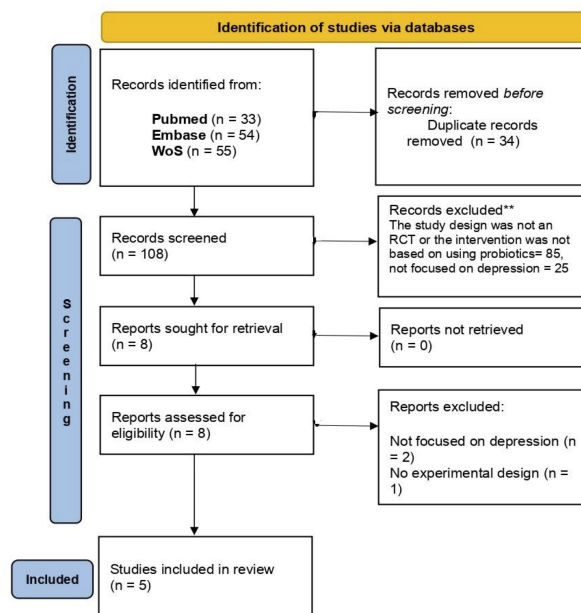 Identification of studies via databases
Identification
Records identified from:
Pubmed (n = 33)
Embase (n = 54)
WoS (n = 55)
Records removed before
screening:
Duplicate records
removed (n = 34)
Screening
Records screened
(n = 108)
Records excluded**
The study design was not an
RCT or the intervention was not
based on using probiotics= 85,
not focused on depression = 25
Reports sought for retrieval
(n = 8)
Reports not retrieved
(n = 0)
Reports assessed for
eligibility (n = 8)
Reports excluded:
Not focused on depression (n
= 2)
No experimental design (n =
1)
Included
Studies included in review
(n = 5)